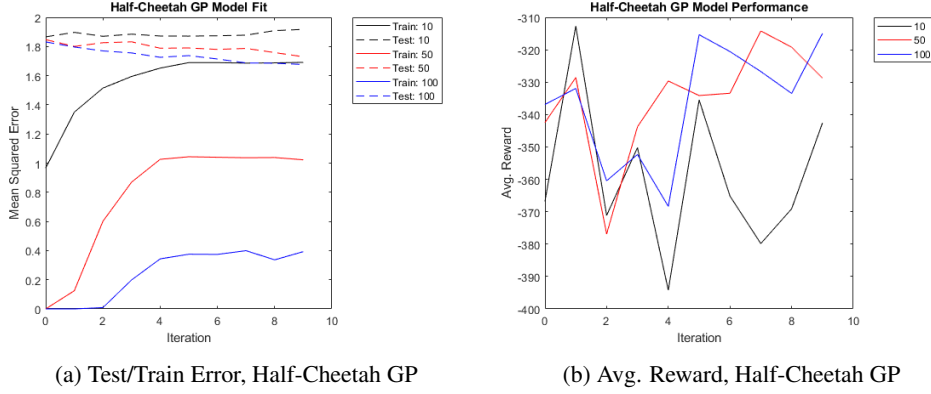 Half-Cheetah GP Model Fit
2
1.8
1.6
1.4
1.2
1
0.8
0.6
0.4
0.2
0
Mean Squared Error
0 2 4 6 8 10
Iteration
Train: 10
Test: 10
Train: 50
Test: 50
Train: 100
Test: 100
(a) Test/Train Error, Half-Cheetah GP
Half-Cheetah GP Model Performance
-310
-320
-330
-340
-350
-360
-370
-380
-390
-400
Avg. Reward
0 2 4 6 8 10
Iteration
10
50
100
(b) Avg. Reward, Half-Cheetah GP